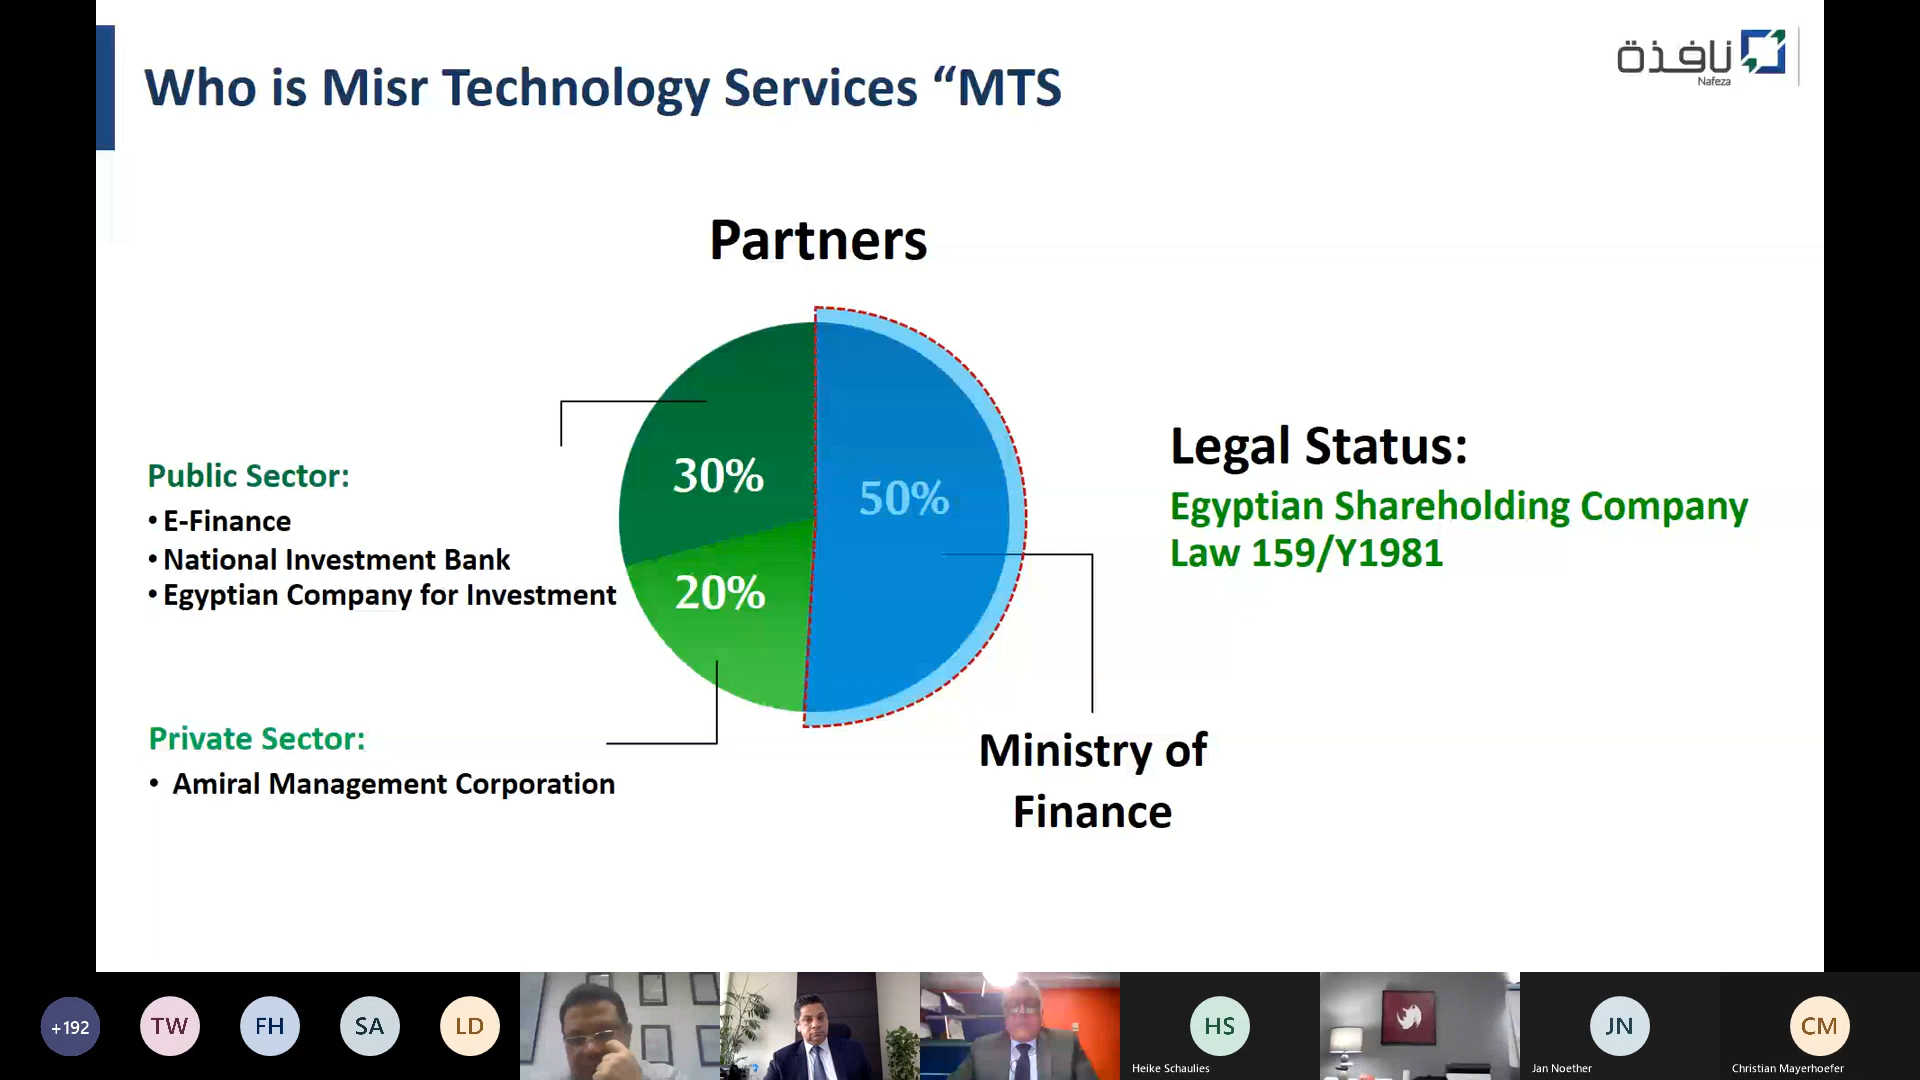 Who is Misr Technology Services “MTS
نافذة
Nafeza
Partners
30%
50%
20%
Public Sector:
• E-Finance
• National Investment Bank
• Egyptian Company for Investment
Private Sector:
• Amiral Management Corporation
Ministry of
Finance
Legal Status:
Egyptian Shareholding Company
Law 159/Y1981
+192
TW
FH
SA
LD
HS
Heike Schaulies
JN
Jan Noether
CM
Christian Mayerhoefer